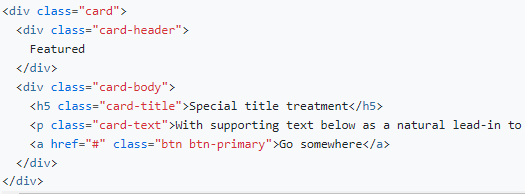 <div class="card">
<div class="card-header">
Featured
</div>
<div class="card-body">
<h5 class="card-title">Special title treatment</h5>
<p class="card-text">With supporting text below as a natural lead-in to
<a href="#" class="btn btn-primary">Go somewhere</a>
</div>
</div>